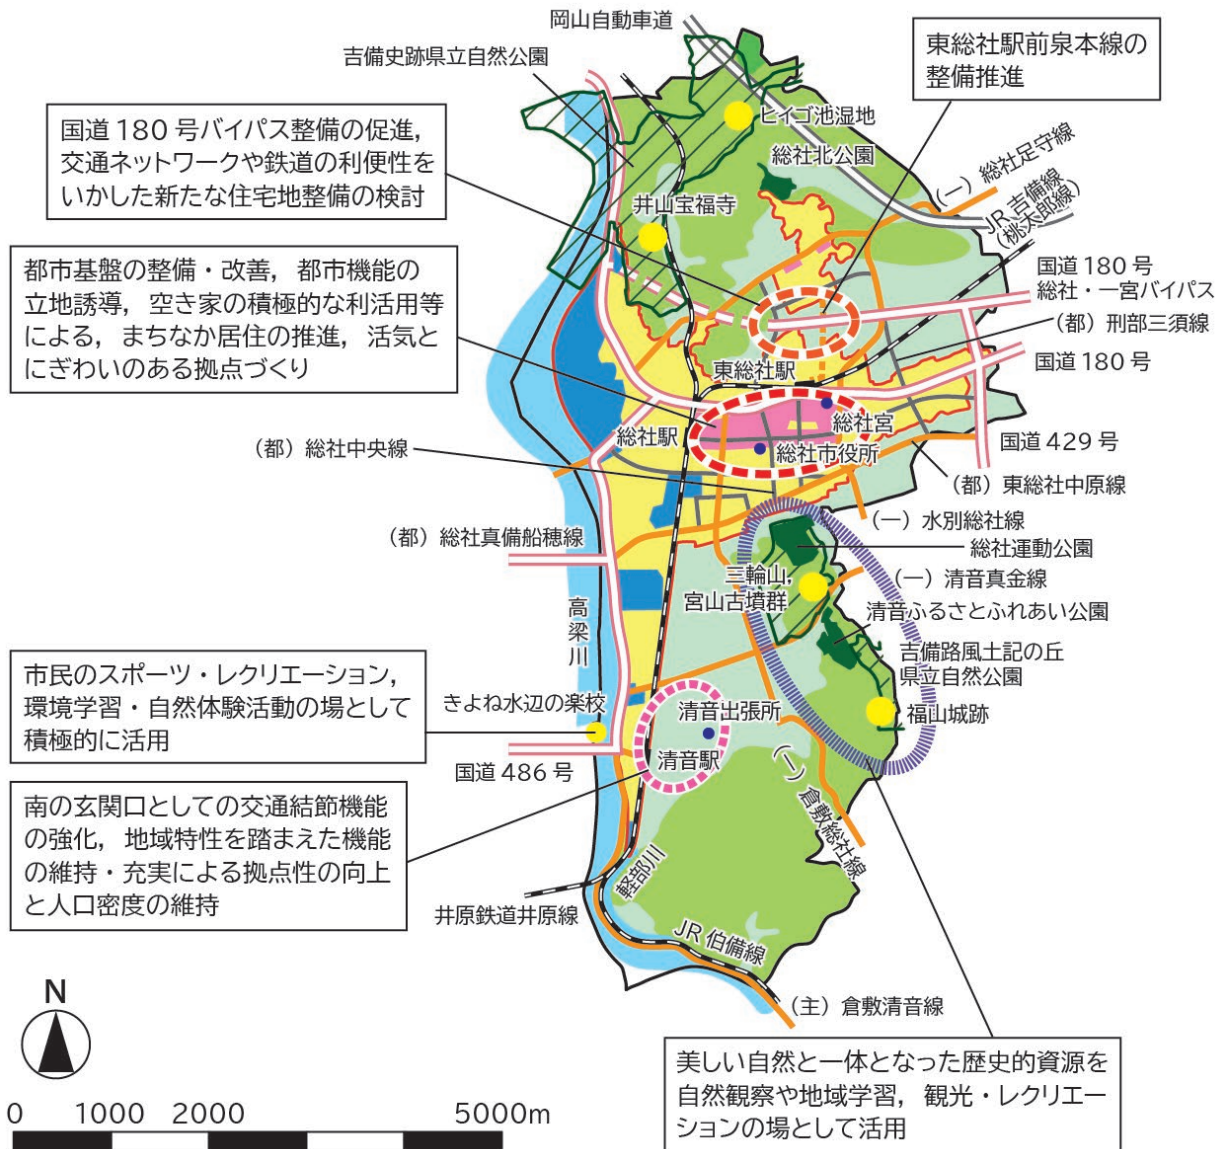 岡山自動車道
吉備史跡県立自然公園
東総社駅前泉本線の
整備推進
国道180号バイパス整備の促進，
交通ネットワークや鉄道の利便性を
いかした新たな住宅地整備の検討
ヒイゴ池湿地
総社北公園
（一）総社足守線
JR吉備線
（桃太郎線）
井山宝福寺
都市基盤の整備・改善，都市機能の
立地誘導，空き家の積極的な利活用等
による，まちなか居住の推進，活気と
にぎわいのある拠点づくり
国道180号
総社・一宮バイパス
（都）刑部三須線
国道180号
東総社駅
総社宮
総社駅
総社市役所
（都）総社中央線
国道429号
（都）東総社中原線
（一）水別総社線
（都）総社真備船穂線
総社運動公園
三輪山，
宮山古墳群
（一）清音真金線
清音ふるさとふれあい公園
高梁川
吉備路風土記の丘
県立自然公園
市民のスポーツ・レクリエーション，
環境学習・自然体験活動の場として
積極的に活用
きよね水辺の楽校
清音出張所
福山城跡
清音駅
国道486号
（一）倉敷総社線
南の玄関口としての交通結節機能
の強化，地域特性を踏まえた機能
の維持・充実による拠点性の向上
と人口密度の維持
軽部川
井原鉄道井原線
JR伯備線
（主）倉敷清音線
N
0 1000 2000 5000m
美しい自然と一体となった歴史的資源を
自然観察や地域学習，観光・レクリエー
ションの場として活用